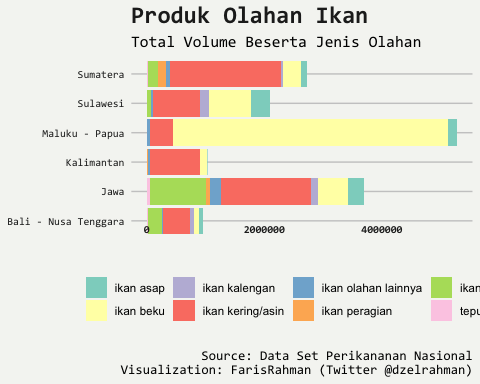 Produk Olahan Ikan
Total Volume Beserta Jenis Olahan
Sumatera
Sulawesi
Maluku - Papua
Kalimantan
Jawa
Bali - Nusa Tenggara
0 2000000 4000000
ikan asap ikan kalengan ikan olahan lainnya ikan
ikan beku ikan kering/asin ikan peragian
Source: Data Set Perikananan Nasional
Visualization: FarisRahman (Twitter @dzelrahman)